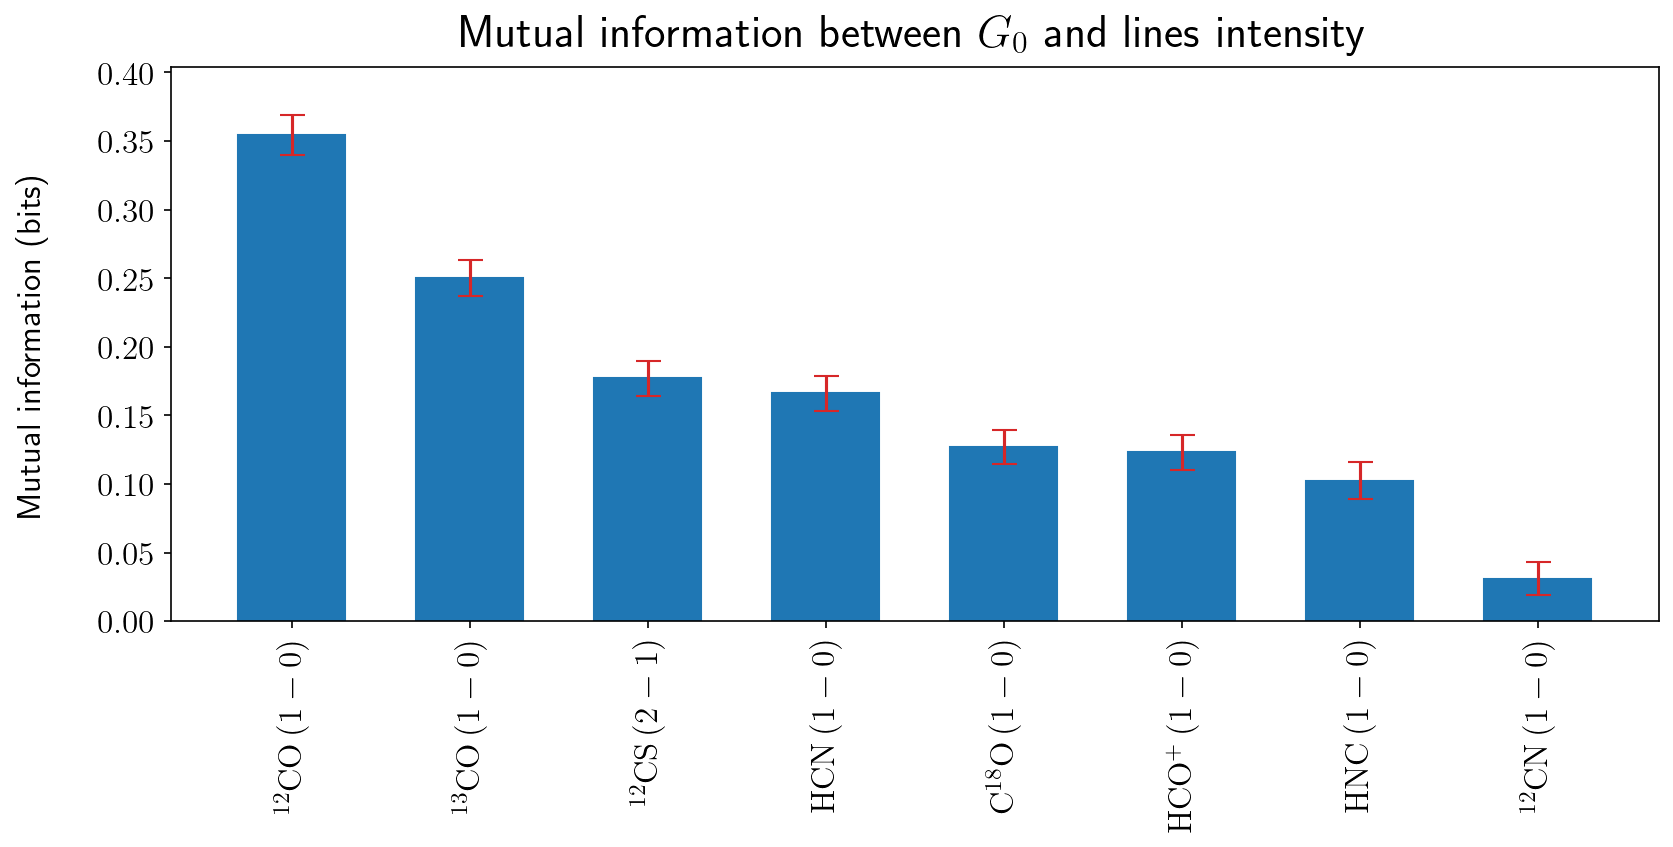 Mutual information between G₀ and lines intensity
Mutual information (bits)
0.40
0.35
0.30
0.25
0.20
0.15
0.10
0.05
0.00
¹²CO (1 − 0)
¹³CO (1 − 0)
¹²CS (2 − 1)
HCN (1 − 0)
C¹⁸O (1 − 0)
HCO⁺ (1 − 0)
HNC (1 − 0)
¹²CN (1 − 0)